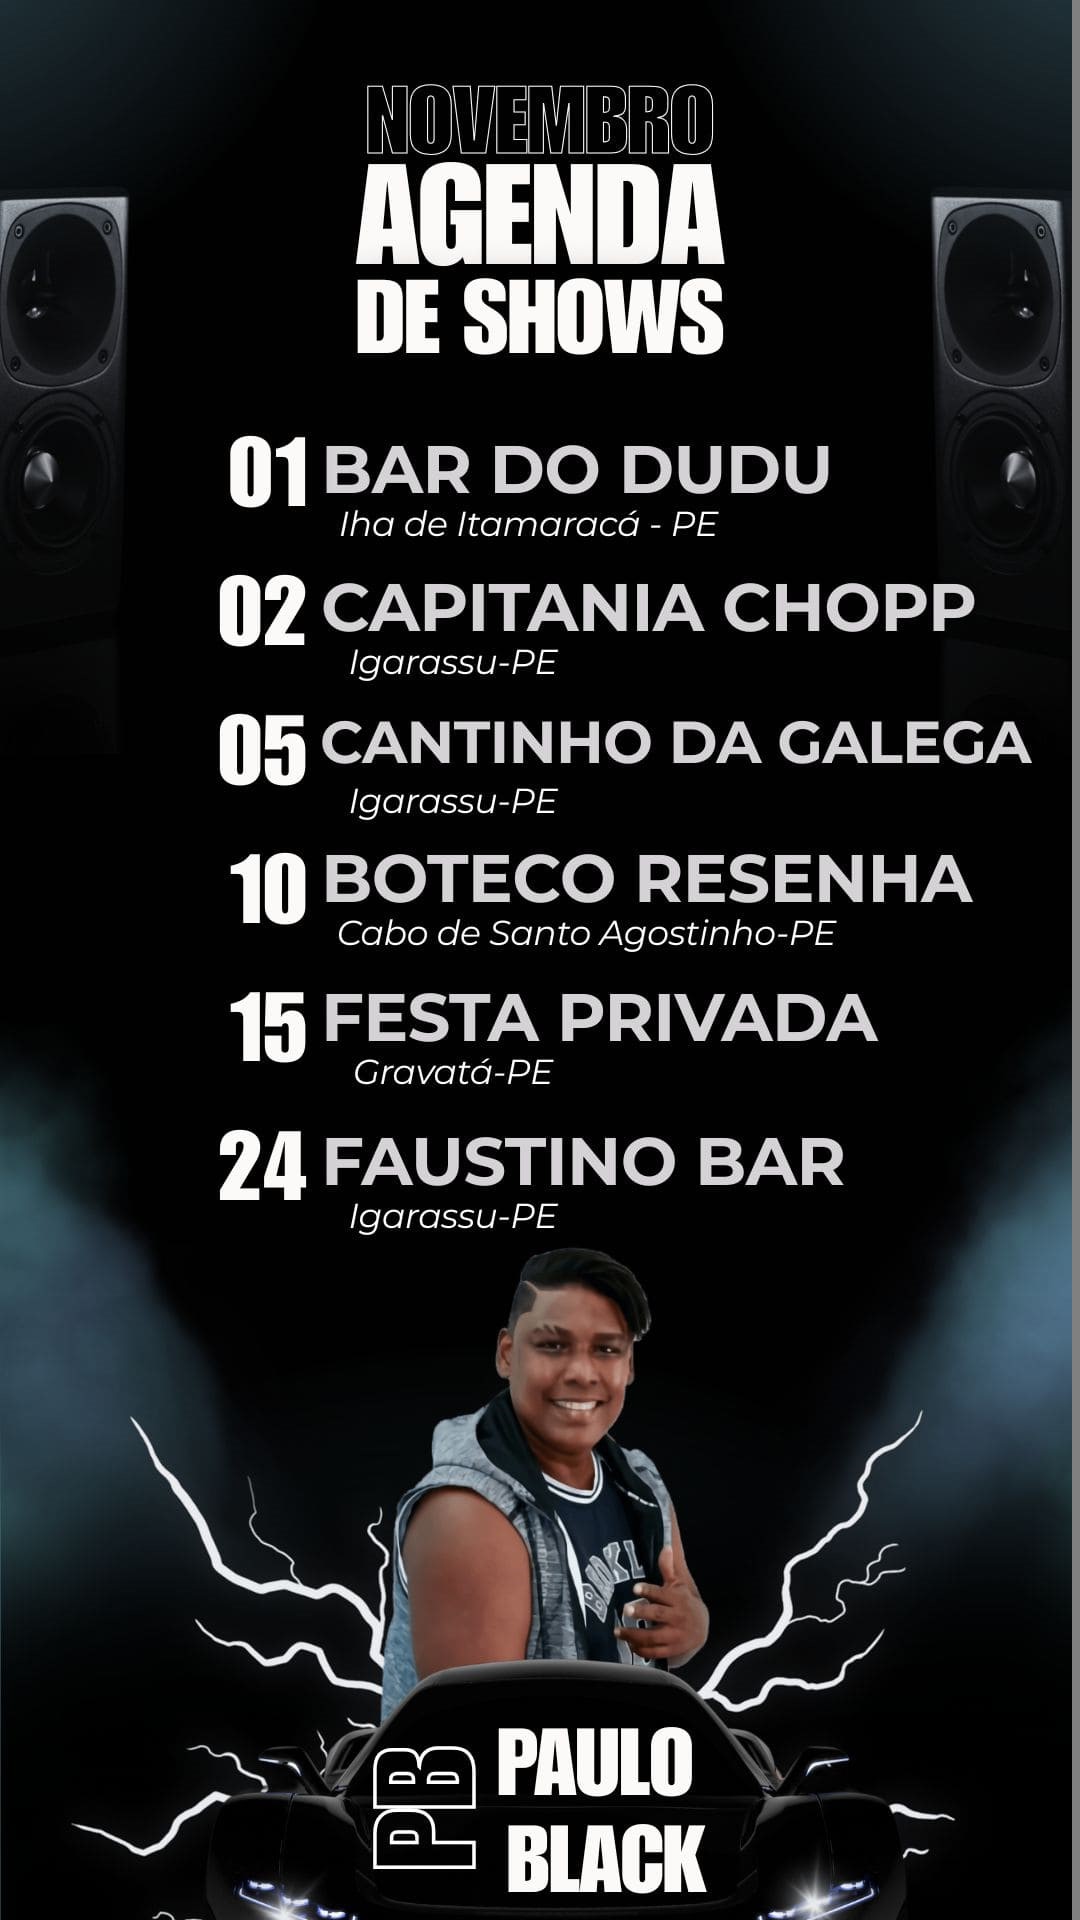 NOVEMBRO
AGENDA
DE SHOWS
01 BAR DO DUDU
Iha de Itamaracá - PE
02 CAPITANIA CHOPP
Igarassu-PE
05 CANTINHO DA GALEGA
Igarassu-PE
10 BOTECO RESENHA
Cabo de Santo Agostinho-PE
15 FESTA PRIVADA
Gravatá-PE
24 FAUSTINO BAR
Igarassu-PE
PB
PAULO
BLACK